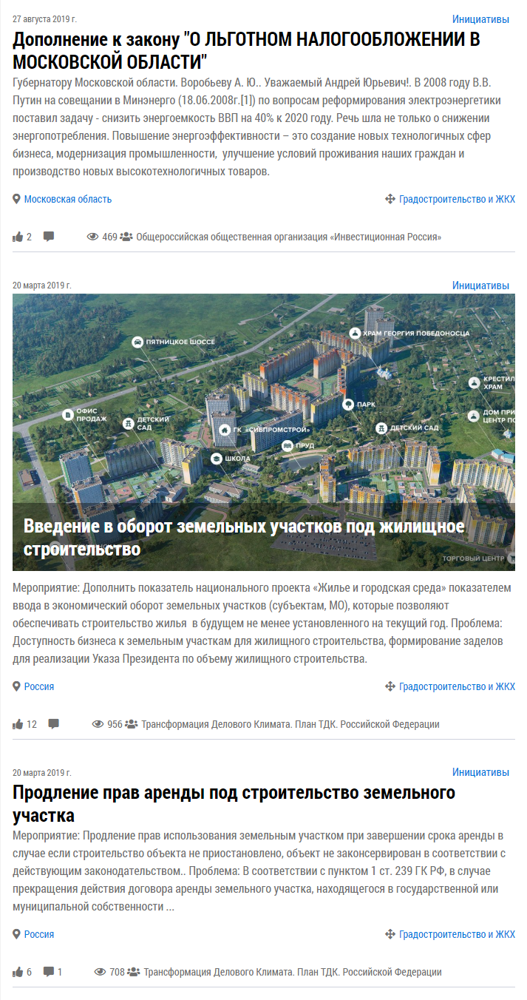 27 августа 2019 г.
Инициативы
Дополнение к закону "О ЛЬГОТНОМ НАЛОГООБЛОЖЕНИИ В
МОСКОВСКОЙ ОБЛАСТИ"
Губернатору Московской области. Воробьеву А. Ю.. Уважаемый Андрей Юрьевич!. В 2008 году В.В.
Путин на совещании в Минэнерго (18.06.2008г.[1]) по вопросам реформирования электроэнергетики
поставил задачу - снизить энергоемкость ВВП на 40% к 2020 году. Речь шла не только о снижении
энергопотребления. Повышение энергоэффективности – это создание новых технологичных сфер
бизнеса, модернизация промышленности,  улучшение условий проживания наших граждан и
производство новых высокотехнологичных товаров.
Московская область
Градостроительство и ЖКХ
2
469 Общероссийская общественная организация «Инвестиционная Россия»
20 марта 2019 г.
Инициативы
ХРАМ ГЕОРГИЯ ПОБЕДОНОСЦА
ПЯТНИЦКОЕ ШОССЕ
КРЕСТИЛ
ХРАМ
ПАРК
ОФИС
ПРОДАЖ
ДОМ ПРИ
ЦЕНТР ПО
ДЕТСКИЙ
САД
ГК «СИБПРОМСТРОЙ»
ДЕТСКИЙ САД
ПРУД
ШКОЛА
Введение в оборот земельных участков под жилищное
строительство
ТОРГОВЫЙ ЦЕНТР
Мероприятие: Дополнить показатель национального проекта «Жилье и городская среда» показателем
ввода в экономический оборот земельных участков (субъектам, МО), которые позволяют
обеспечивать строительство жилья  в будущем не менее установленного на текущий год. Проблема:
Доступность бизнеса к земельным участкам для жилищного строительства, формирование заделов
для реализации Указа Президента по объему жилищного строительства.
Россия
Градостроительство и ЖКХ
12
956 Трансформация Делового Климата. План ТДК. Российской Федерации
20 марта 2019 г.
Инициативы
Продление прав аренды под строительство земельного
участка
Мероприятие: Продление прав использования земельным участком при завершении срока аренды в
случае если строительство объекта не приостановлено, объект не законсервирован в соответствии с
действующим законодательством.. Проблема: В соответствии с пунктом 1 ст. 239 ГК РФ, в случае
прекращения действия договора аренды земельного участка, находящегося в государственной или
муниципальной собственности ...
Россия
Градостроительство и ЖКХ
6
1
708 Трансформация Делового Климата. План ТДК. Российской Федерации